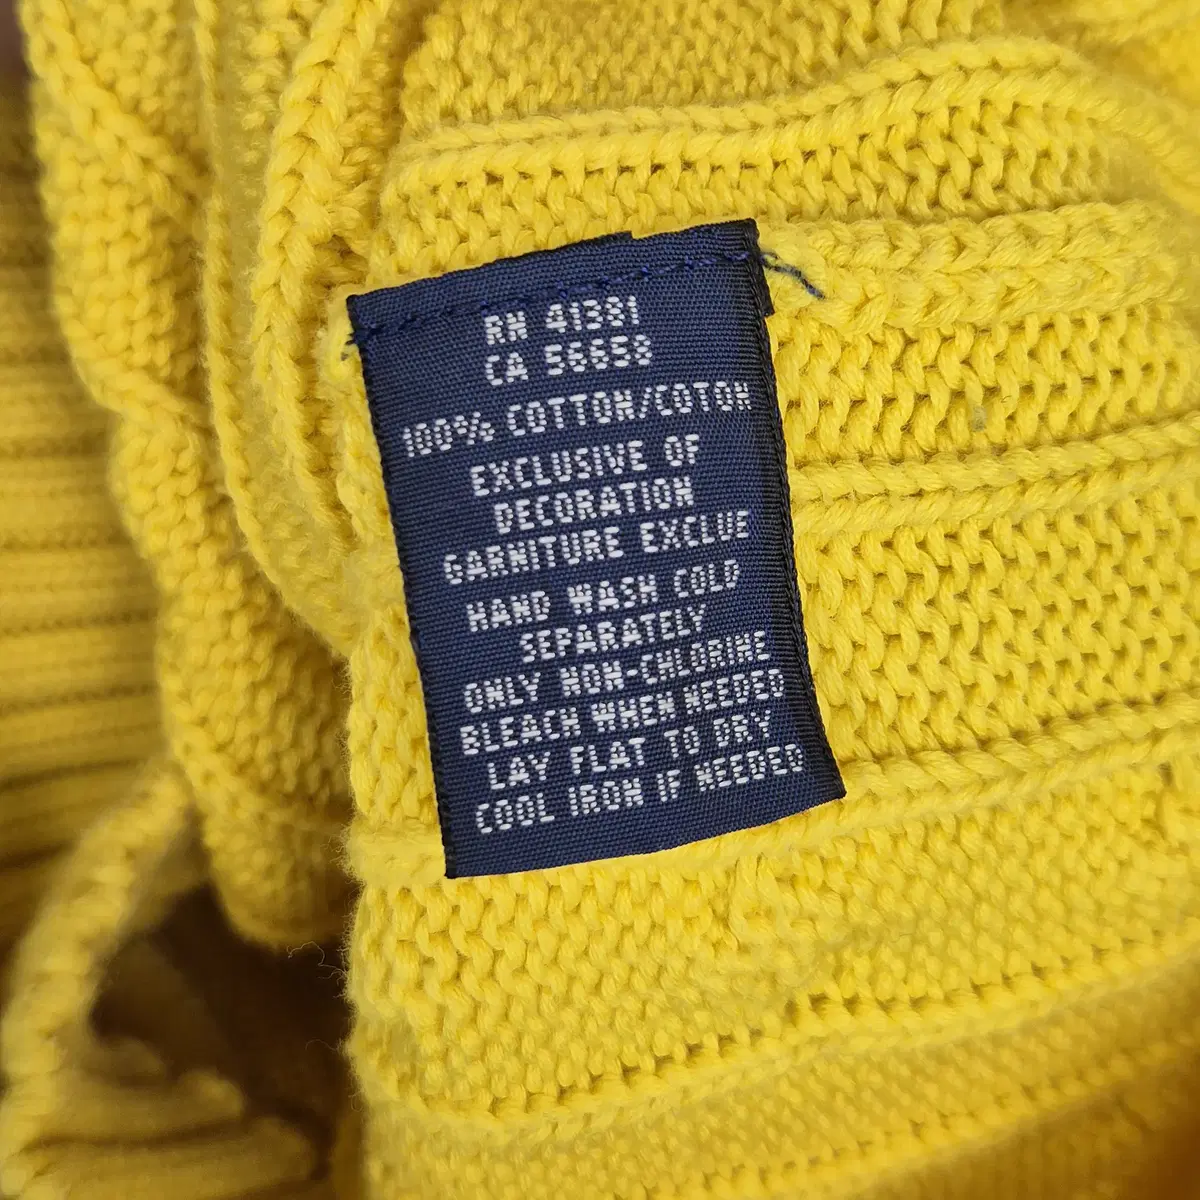 RN 41381
CA 56658
100% COTTON/COTON
EXCLUSIVE OF
DECORATION
GARNITURE EXCLUE
HAND WASH COLD
SEPARATELY
ONLY NON-CHLORINE
BLEACH WHEN NEEDED
LAY FLAT TO DRY
COOL IRON IF NEEDED